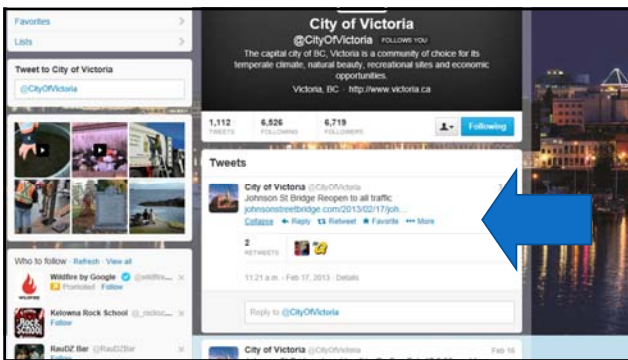 Favorites
Lists
Tweet to City of Victoria
@CityOfVictoria
Who to follow · Refresh · View all
Wildfire by Google
Promoted · Follow
WILDFIRE
Kelowna Rock School
Follow
RauDZ Bar @RauDZBar
Follow
City of Victoria
@CityOfVictoria FOLLOWS YOU
The capital city of BC, Victoria is a community of choice for its
temperate climate, natural beauty, recreational sites and economic
opportunities.
Victoria, BC · http://www.victoria.ca
1,112 6,526 6,719
TWEETS FOLLOWING FOLLOWERS
Following
Tweets
City of Victoria @CityOfVictoria
Johnson St Bridge Reopen to all traffic
johnsonstreetbridge.com/2013/02/17/joh...
Collapse Reply Retweet Favorite More
2
RETWEETS
11:21 a.m. - Feb 17, 2013 · Details
Reply to @CityOfVictoria
City of Victoria @CityOfVictoria Feb 16